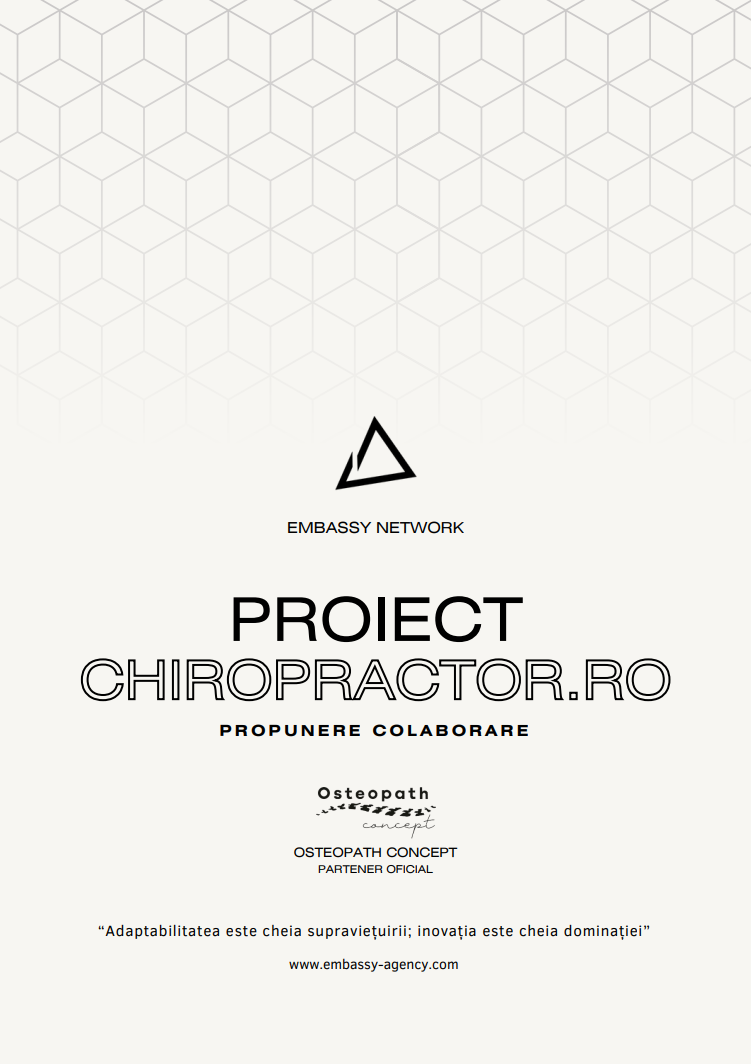 EMBASSY NETWORK
PROIECT
CHIROPRACTOR.RO
PROPUNERE COLABORARE
Osteopath
concept
OSTEOPATH CONCEPT
PARTENER OFICIAL
“Adaptabilitatea este cheia supraviețuirii; inovația este cheia dominației”
www.embassy-agency.com